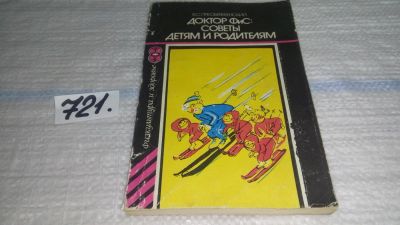 ДОКТОР ФиС:
СОВЕТЫ
ДЕТЯМ И РОДИТЕЛЯМ
Физкультура и здоровье
721.